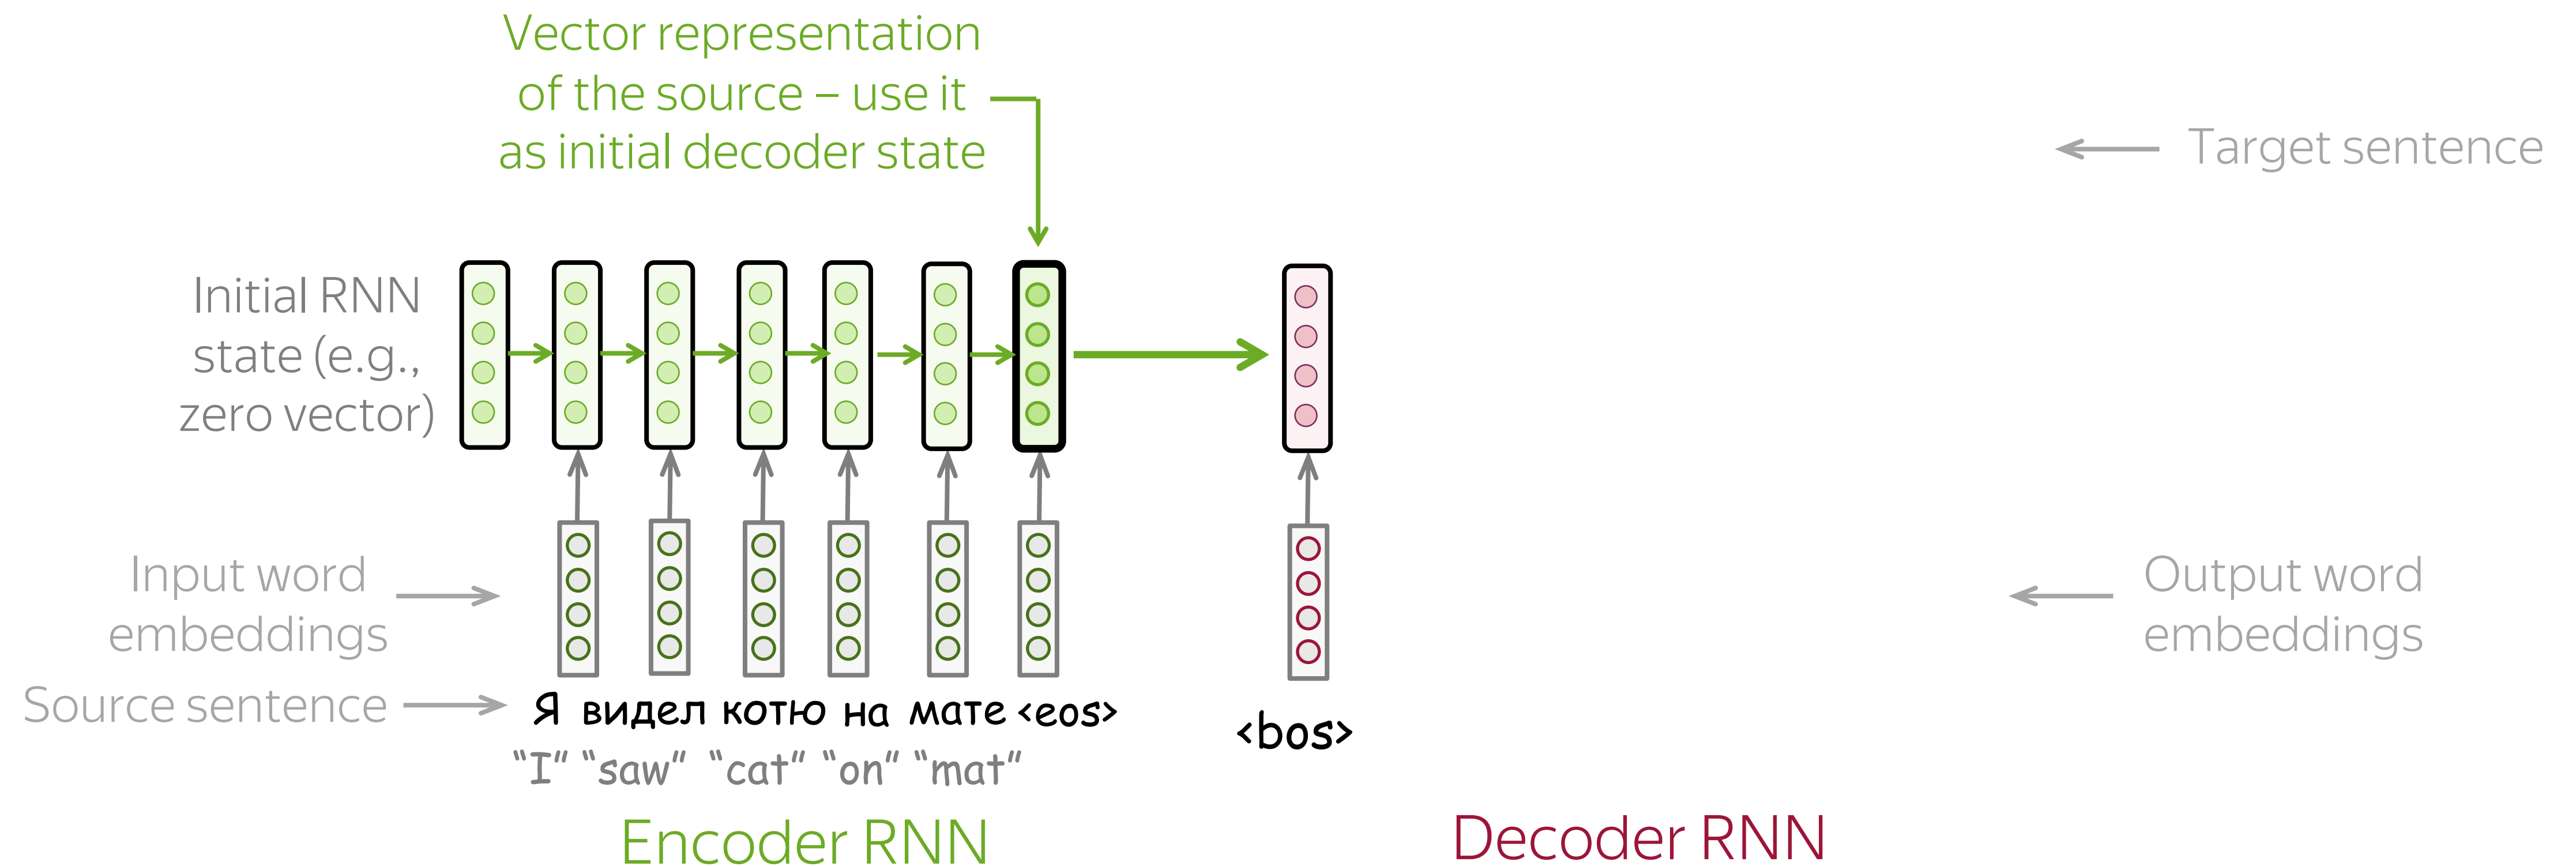 Vector representation
of the source – use it
as initial decoder state
Target sentence
Initial RNN
state (e.g.,
zero vector)
Input word
embeddings
Output word
embeddings
Source sentence
Я видел котю на мате <eos>
<bos>
“I” “saw” “cat” “on” “mat”
Encoder RNN
Decoder RNN